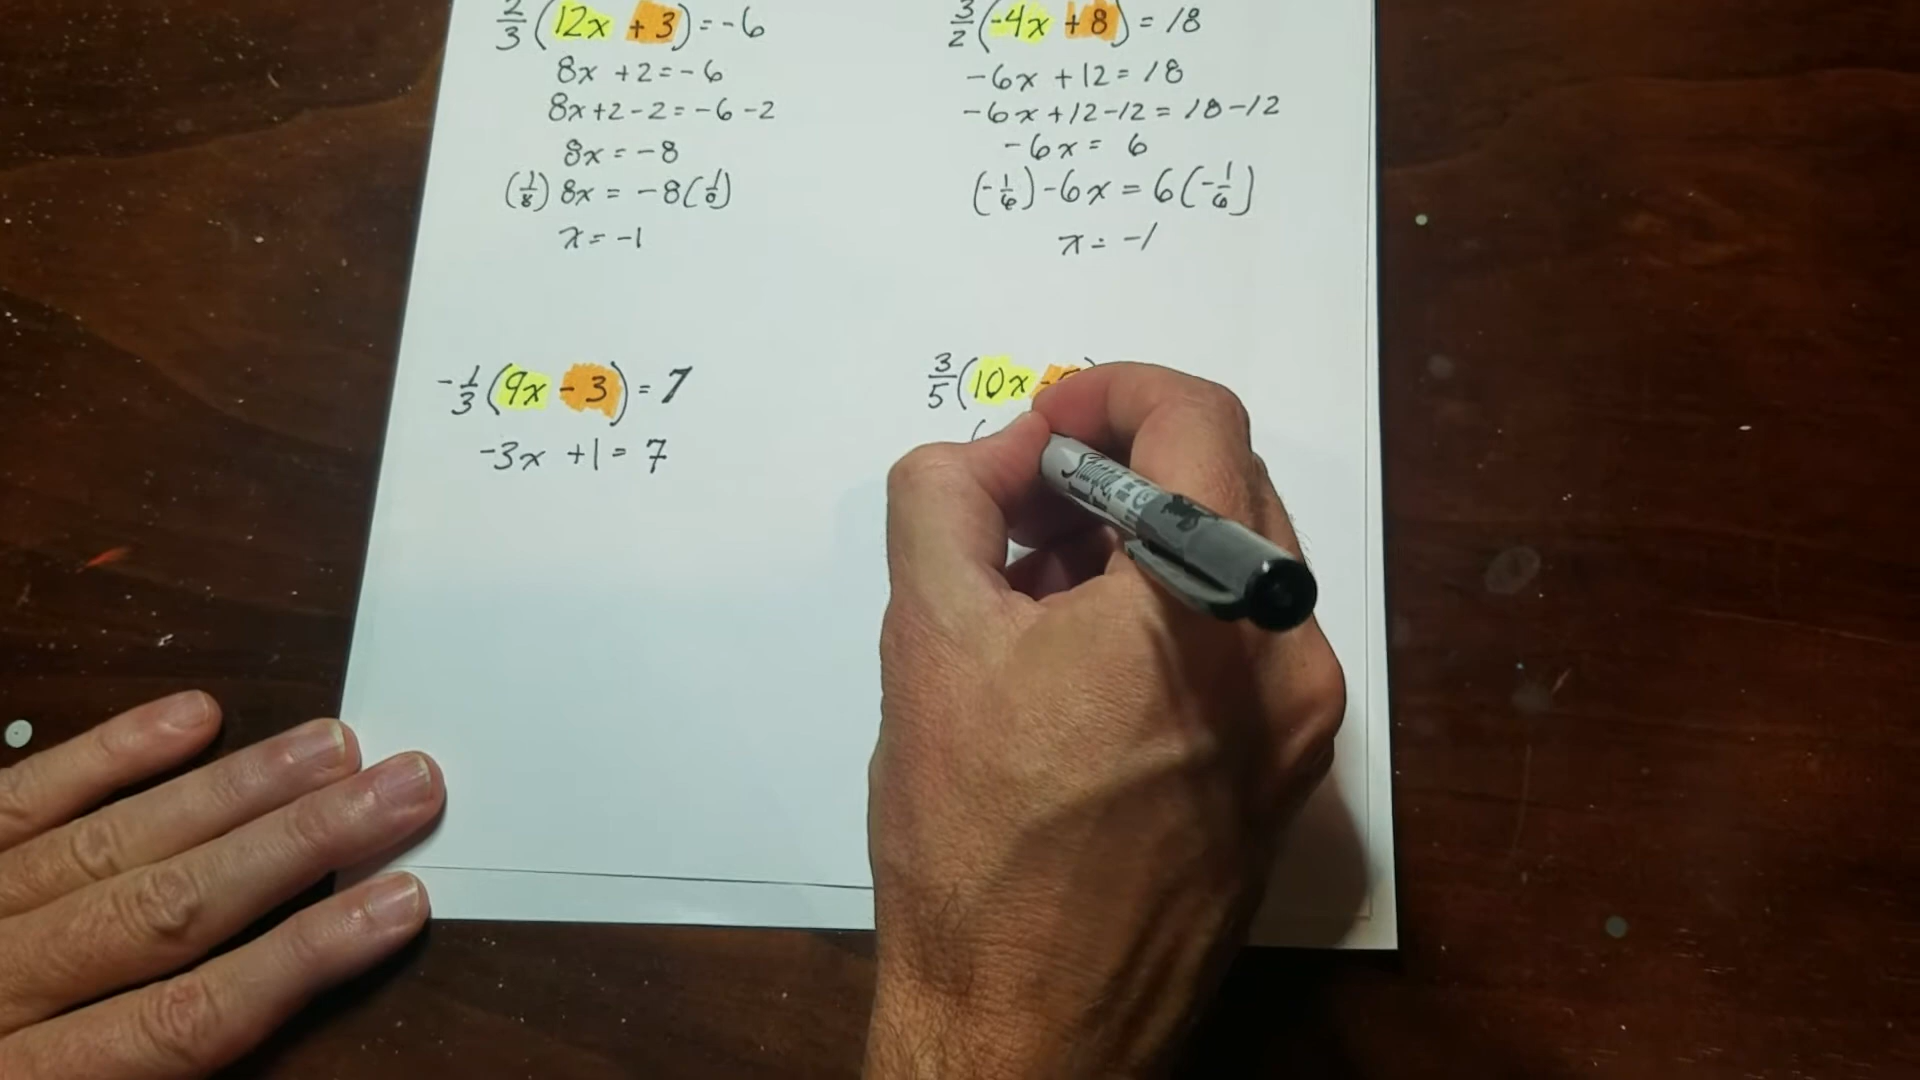 2/3 (12x + 3) = -6
8x + 2 = -6
8x + 2 - 2 = -6 - 2
8x = -8
(1/8) 8x = -8 (1/8)
x = -1
3/2 (-4x + 8) = 18
-6x + 12 = 18
-6x + 12 - 12 = 18 - 12
-6x = 6
(-1/6) -6x = 6 (-1/6)
x = -1
-1/3 (9x - 3) = 7
-3x + 1 = 7
3/5 (10x -
Sharpie